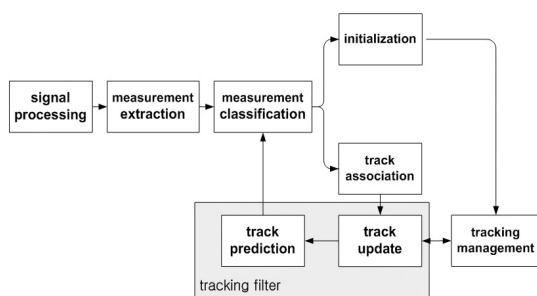 initialization
signal
processing
measurement
extraction
measurement
classification
track
association
track
prediction
track
update
tracking
management
tracking filter